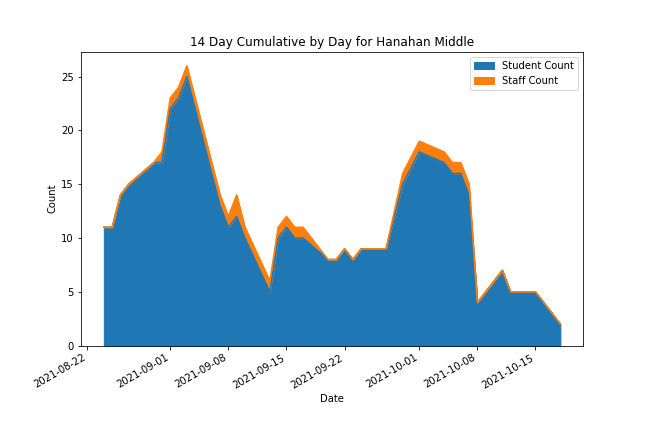 14 Day Cumulative by Day for Hanahan Middle
Student Count
Staff Count
25
20
15
10
5
0
Count
2021-08-22
2021-09-01
2021-09-08
2021-09-15
2021-09-22
2021-10-01
2021-10-08
2021-10-15
Date